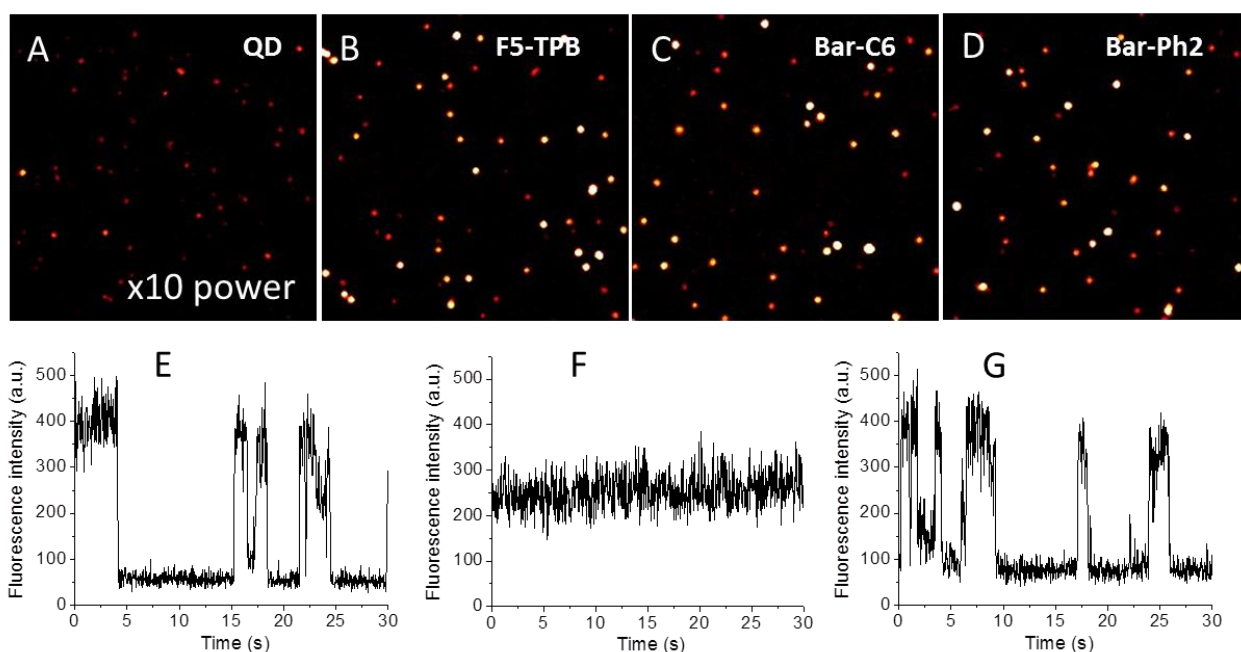 A QD
B F5-TPB
C Bar-C6
D Bar-Ph2
x10 power
E
F
G
Fluorescence intensity (a.u.)
500
400
300
200
100
0
0 5 10 15 20 25 30
Time (s)
Fluorescence intensity (a.u.)
500
400
300
200
100
0
0 5 10 15 20 25 30
Time (s)
Fluorescence intensity (a.u.)
500
400
300
200
100
0
0 5 10 15 20 25 30
Time (s)